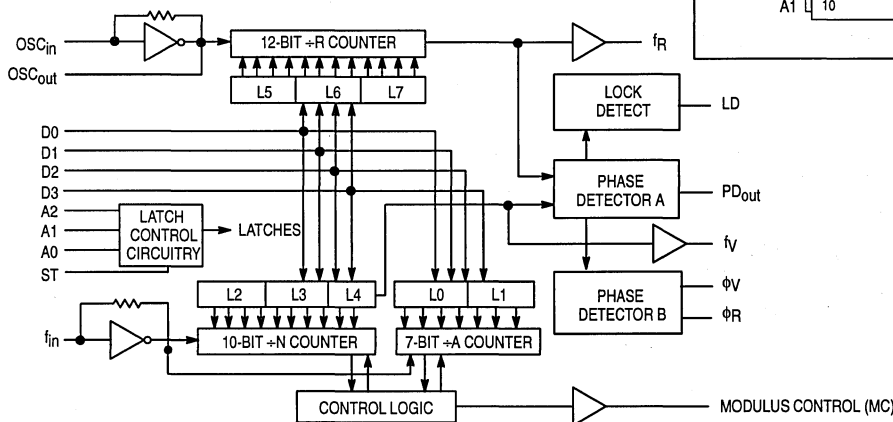 A1 10
OSCin
12-BIT ÷R COUNTER
fR
OSCout
L5 L6 L7
LOCK DETECT
LD
D0
D1
D2
D3
PHASE DETECTOR A
PDout
A2
A1
A0
ST
LATCH CONTROL CIRCUITRY
LATCHES
fV
L2 L3 L4
L0 L1
PHASE DETECTOR B
ϕV
ϕR
fin
10-BIT ÷N COUNTER
7-BIT ÷A COUNTER
CONTROL LOGIC
MODULUS CONTROL (MC)